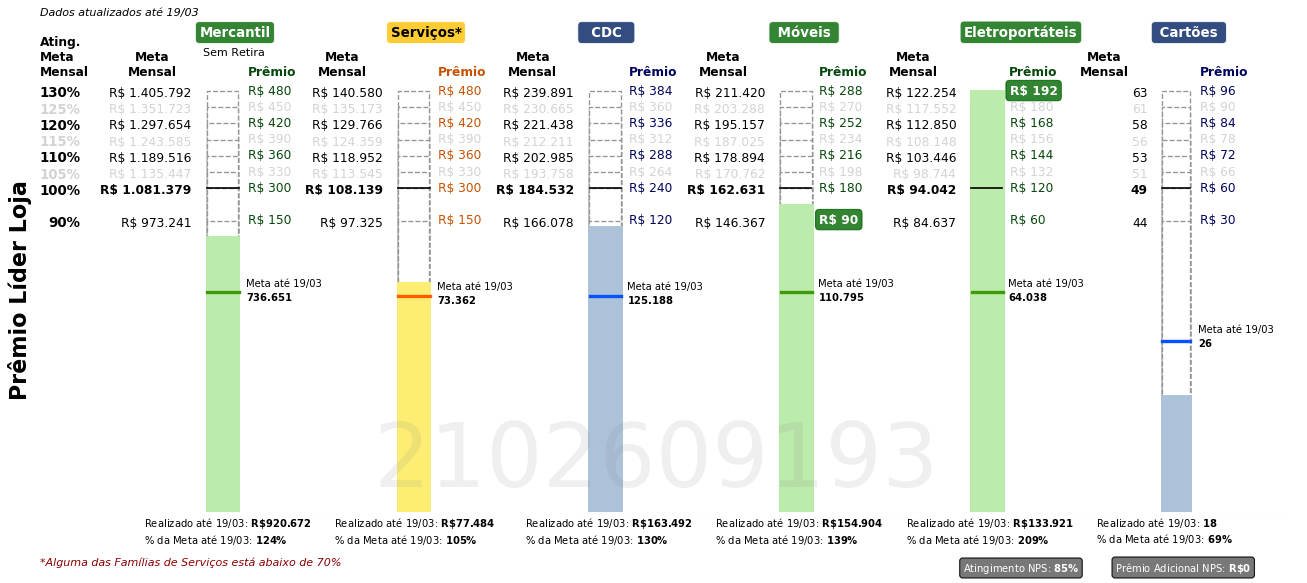 Dados atualizados até 19/03
Mercantil Serviços* CDC Móveis Eletroportáteis Cartões
Sem Retira
Ating. Meta Mensal Meta Mensal Prêmio Meta Mensal Prêmio Meta Mensal Prêmio Meta Mensal Prêmio Meta Mensal Prêmio Meta Mensal Prêmio
130% R$ 1.405.792 R$ 480 R$ 140.580 R$ 480 R$ 239.891 R$ 384 R$ 211.420 R$ 288 R$ 122.254 R$ 192 63 R$ 96
125% R$ 1.351.723 R$ 450 R$ 135.173 R$ 450 R$ 230.665 R$ 360 R$ 203.288 R$ 270 R$ 117.552 R$ 180 61 R$ 90
120% R$ 1.297.654 R$ 420 R$ 129.766 R$ 420 R$ 221.438 R$ 336 R$ 195.157 R$ 252 R$ 112.850 R$ 168 58 R$ 84
115% R$ 1.243.585 R$ 390 R$ 124.359 R$ 390 R$ 212.211 R$ 312 R$ 187.025 R$ 234 R$ 108.148 R$ 156 56 R$ 78
110% R$ 1.189.516 R$ 360 R$ 118.952 R$ 360 R$ 202.985 R$ 288 R$ 178.894 R$ 216 R$ 103.446 R$ 144 53 R$ 72
105% R$ 1.135.447 R$ 330 R$ 113.545 R$ 330 R$ 193.758 R$ 264 R$ 170.762 R$ 198 R$ 98.744 R$ 132 51 R$ 66
100% R$ 1.081.379 R$ 300 R$ 108.139 R$ 300 R$ 184.532 R$ 240 R$ 162.631 R$ 180 R$ 94.042 R$ 120 49 R$ 60
90% R$ 973.241 R$ 150 R$ 97.325 R$ 150 R$ 166.078 R$ 120 R$ 146.367 R$ 90 R$ 84.637 R$ 60 44 R$ 30
Prêmio Líder Loja
Meta até 19/03 Meta até 19/03 Meta até 19/03 Meta até 19/03 Meta até 19/03
736.651 73.362 125.188 110.795 64.038
Meta até 19/03
26
2102609193
Realizado até 19/03: R$920.672 Realizado até 19/03: R$77.484 Realizado até 19/03: R$163.492 Realizado até 19/03: R$154.904 Realizado até 19/03: R$133.921 Realizado até 19/03: 18
% da Meta até 19/03: 124% % da Meta até 19/03: 105% % da Meta até 19/03: 130% % da Meta até 19/03: 139% % da Meta até 19/03: 209% % da Meta até 19/03: 69%
*Alguma das Famílias de Serviços está abaixo de 70% Atingimento NPS: 85% Prêmio Adicional NPS: R$0